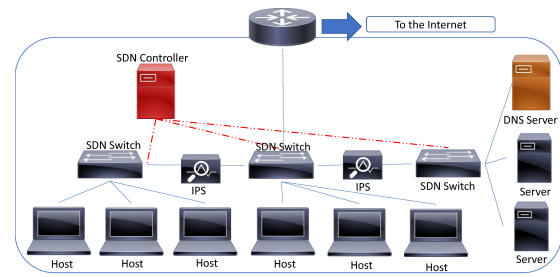 To the Internet
SDN Controller
DNS Server
SDN Switch
SDN Switch
SDN Switch
IPS
IPS
Server
Host
Host
Host
Host
Host
Host
Server